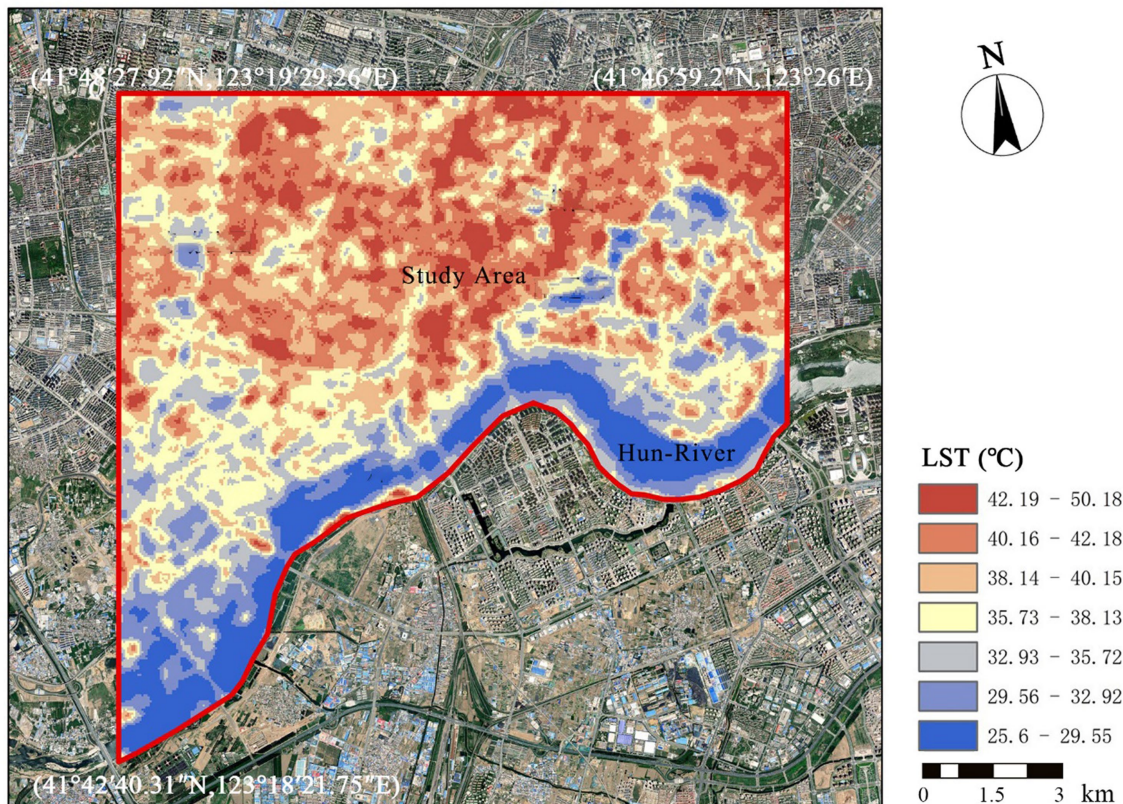 (41°48′27.92″N,123°19′29.26″E)
(41°46′59.2″N,123°26′E)
N
Study Area
Hun-River
LST (℃)
42.19 - 50.18
40.16 - 42.18
38.14 - 40.15
35.73 - 38.13
32.93 - 35.72
29.56 - 32.92
25.6 - 29.55
(41°42′40.31″N,123°18′21.75″E)
0 1.5 3 km